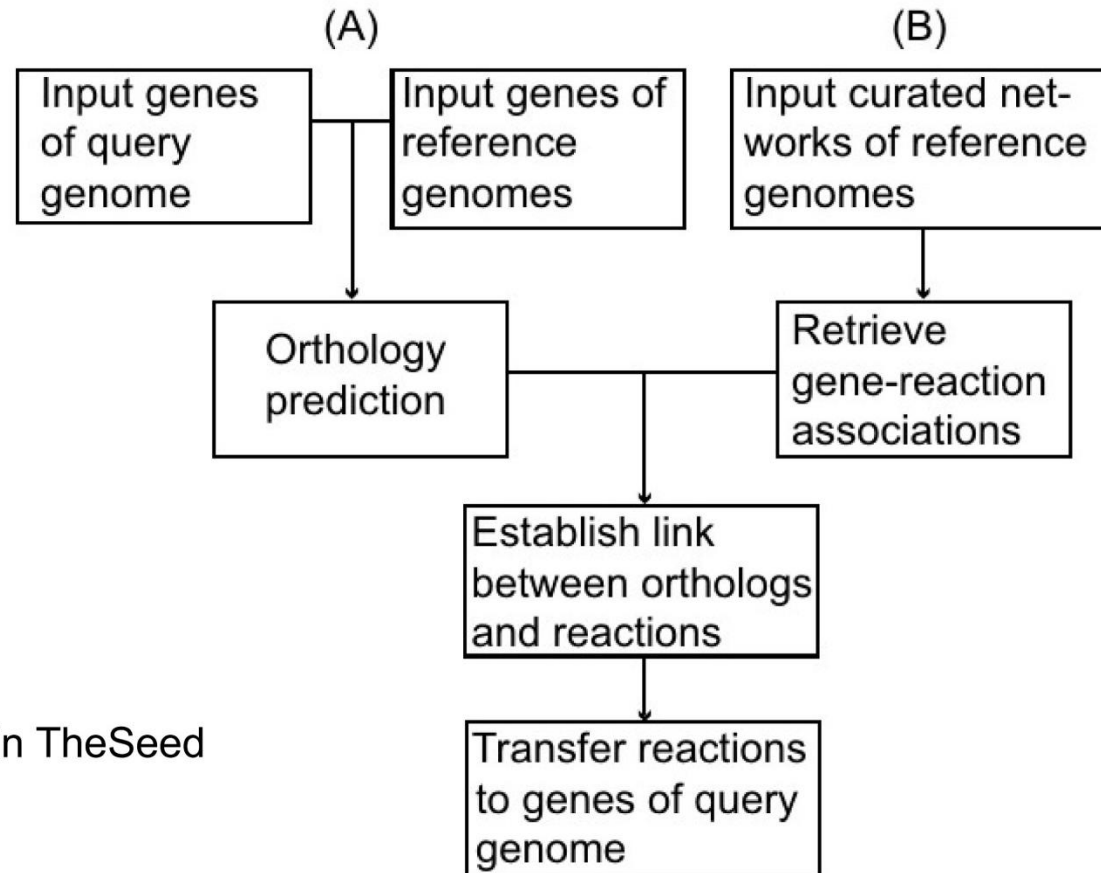 (A)
(B)
Input genes
of query
genome
Input genes of
reference
genomes
Input curated net-
works of reference
genomes
Orthology
prediction
Retrieve
gene-reaction
associations
Establish link
between orthologs
and reactions
TheSeed
Transfer reactions
to genes of query
genome